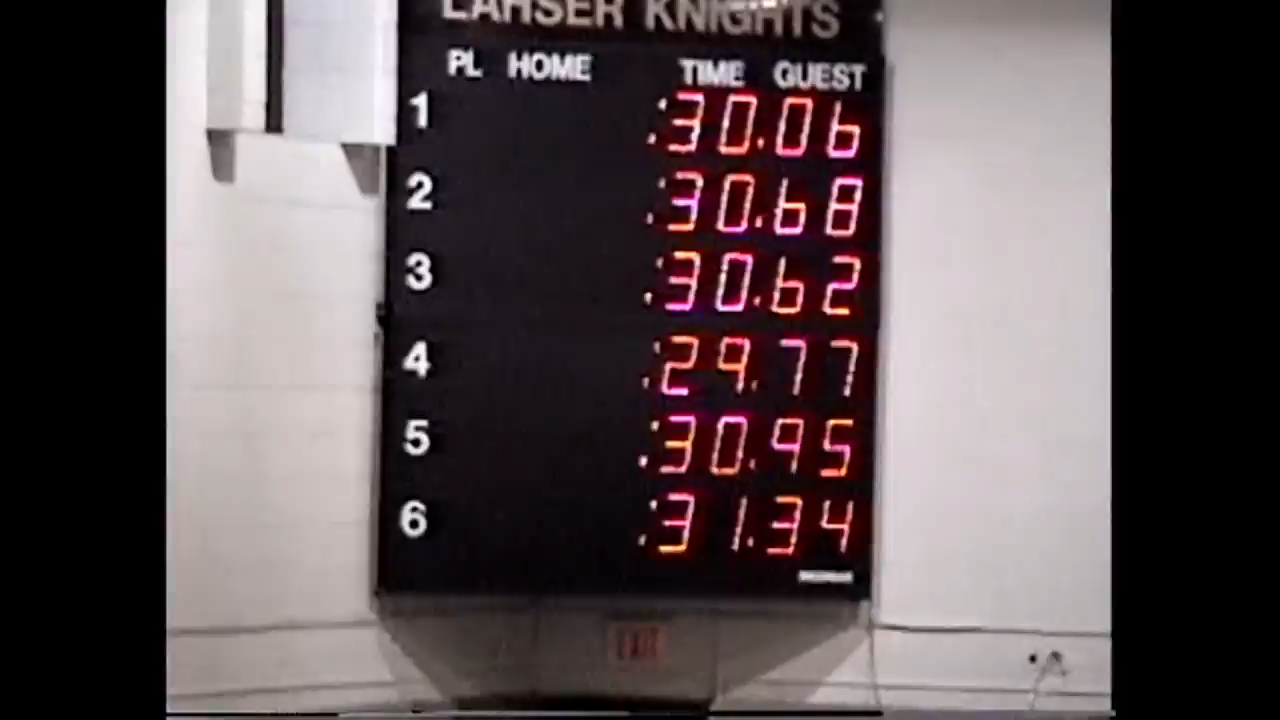 LAHSER KNIGHTS
PL HOME TIME GUEST
1 :30.06
2 :30.68
3 :30.62
4 :29.77
5 :30.95
6 :31.34
EXIT